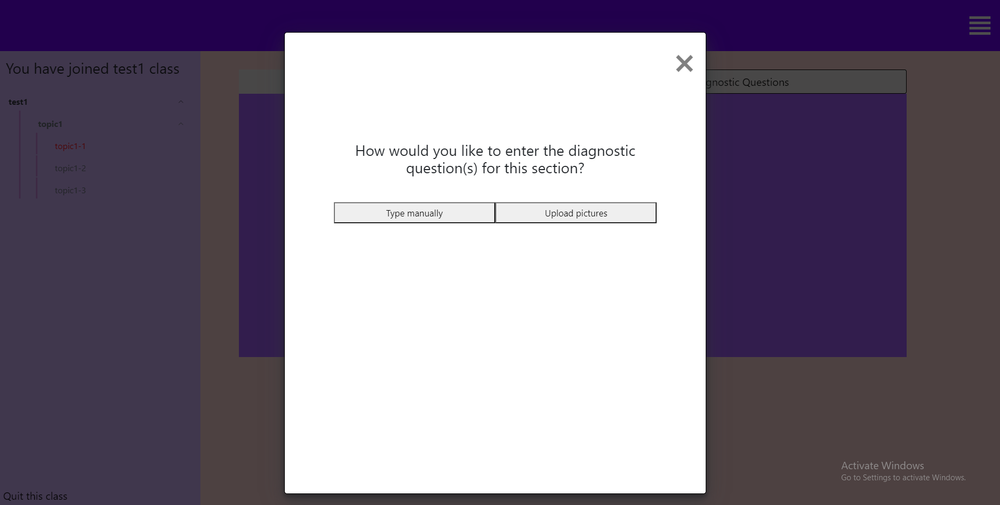 You have joined test1 class
test1
topic1
topic1-1
topic1-2
topic1-3
Quit this class
gnostic Questions
How would you like to enter the diagnostic
question(s) for this section?
Type manually
Upload pictures
Activate Windows
Go to Settings to activate Windows.